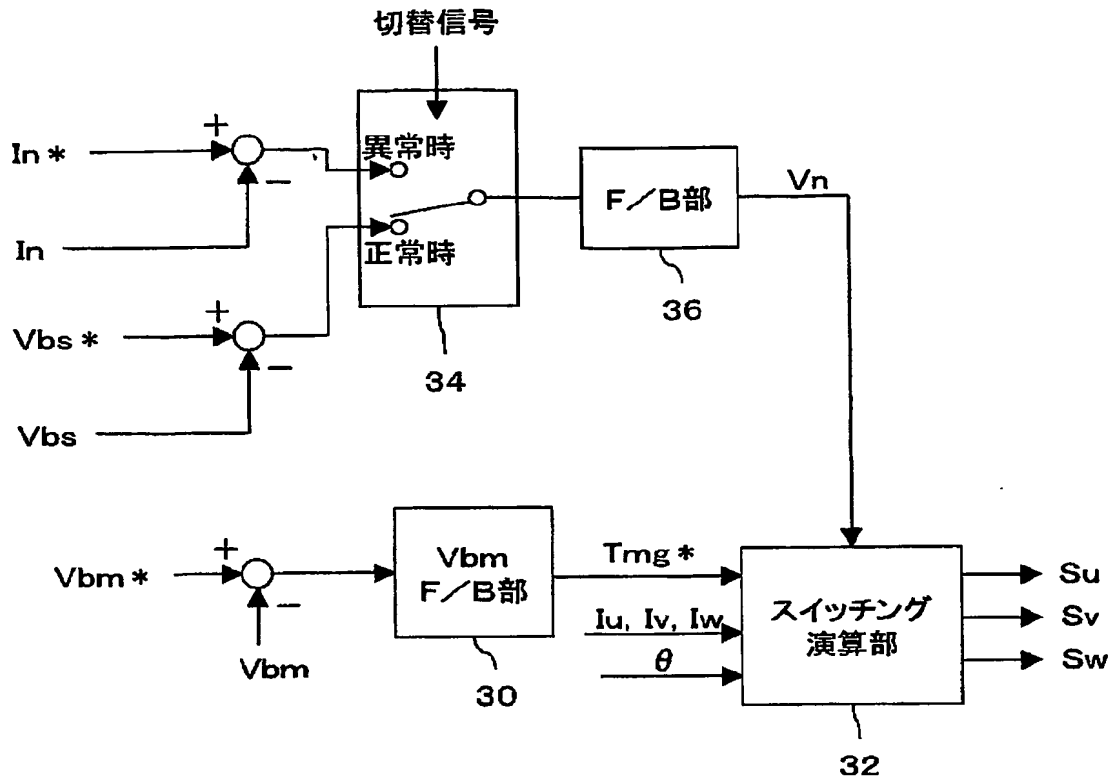 切替信号
+
In*
異常時
−
F/B部
Vn
In
正常時
36
+
Vbs*
−
34
Vbs
+
Vbm*
−
Vbm
Vbm
F/B部
30
Tmg*
Iu, Iv, Iw
θ
スイッチング
演算部
32
Su
Sv
Sw